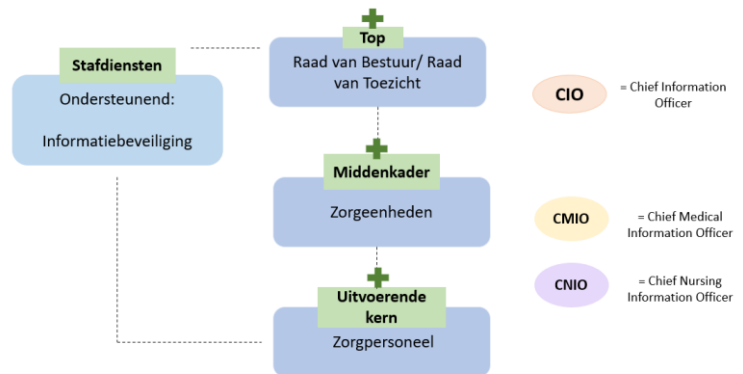 Top
Raad van Bestuur/ Raad
van Toezicht
Stafdiensten
Ondersteunend:
Informatiebeveiliging
Middenkader
Zorgeenheden
Uitvoerende
kern
Zorgpersoneel
CIO
= Chief Information
Officer
CMIO
= Chief Medical
Information Officer
CNIO
= Chief Nursing
Information Officer